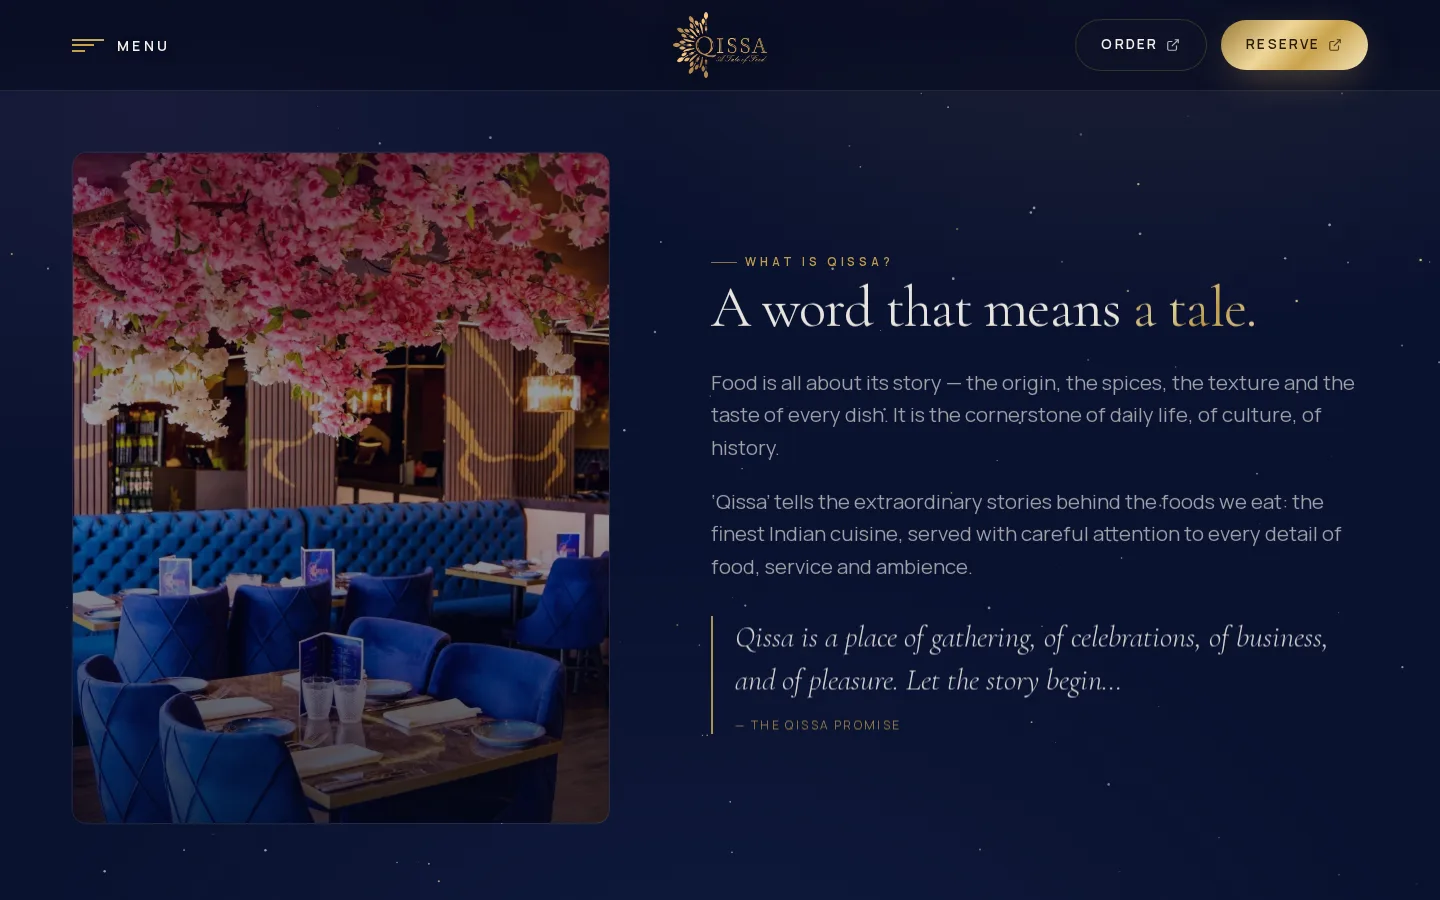 MENU
QISSA
A Tale of Food
ORDER
RESERVE
WHAT IS QISSA?
A word that means a tale.
Food is all about its story — the origin, the spices, the texture and the
taste of every dish. It is the cornerstone of daily life, of culture, of
history.
‘Qissa’ tells the extraordinary stories behind the foods we eat: the
finest Indian cuisine, served with careful attention to every detail of
food, service and ambience.
Qissa is a place of gathering, of celebrations, of business,
and of pleasure. Let the story begin...
— THE QISSA PROMISE